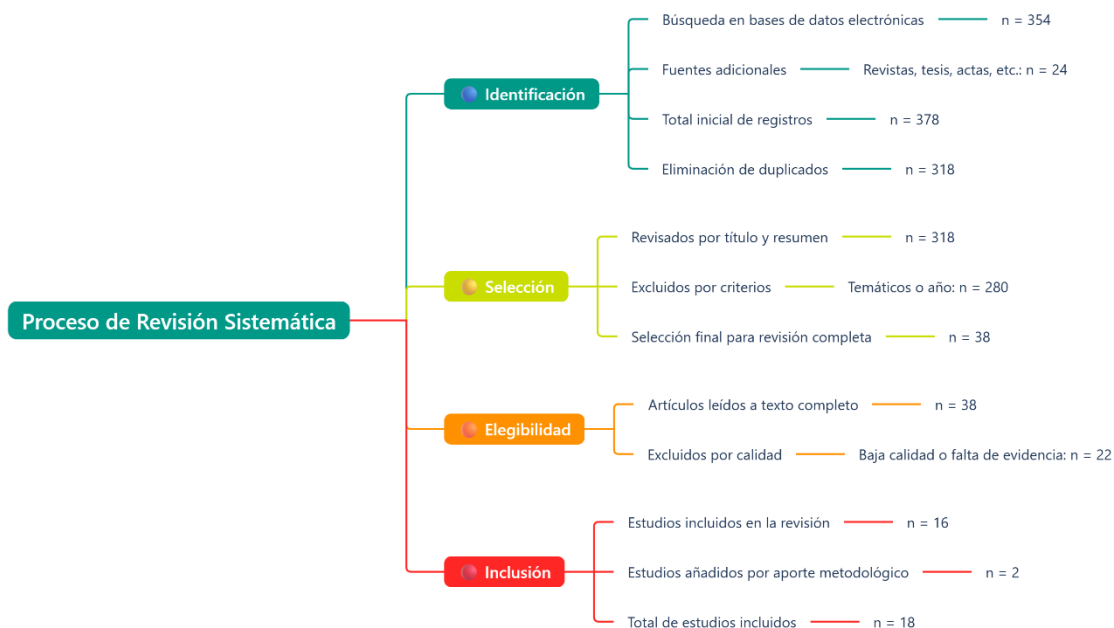 Proceso de Revisión Sistemática
Identificación
Búsqueda en bases de datos electrónicas
n = 354
Fuentes adicionales
Revistas, tesis, actas, etc.: n = 24
Total inicial de registros
n = 378
Eliminación de duplicados
n = 318
Selección
Revisados por título y resumen
n = 318
Excluidos por criterios
Temáticos o año: n = 280
Selección final para revisión completa
n = 38
Elegibilidad
Artículos leídos a texto completo
n = 38
Excluidos por calidad
Baja calidad o falta de evidencia: n = 22
Inclusión
Estudios incluidos en la revisión
n = 16
Estudios añadidos por aporte metodológico
n = 2
Total de estudios incluidos
n = 18